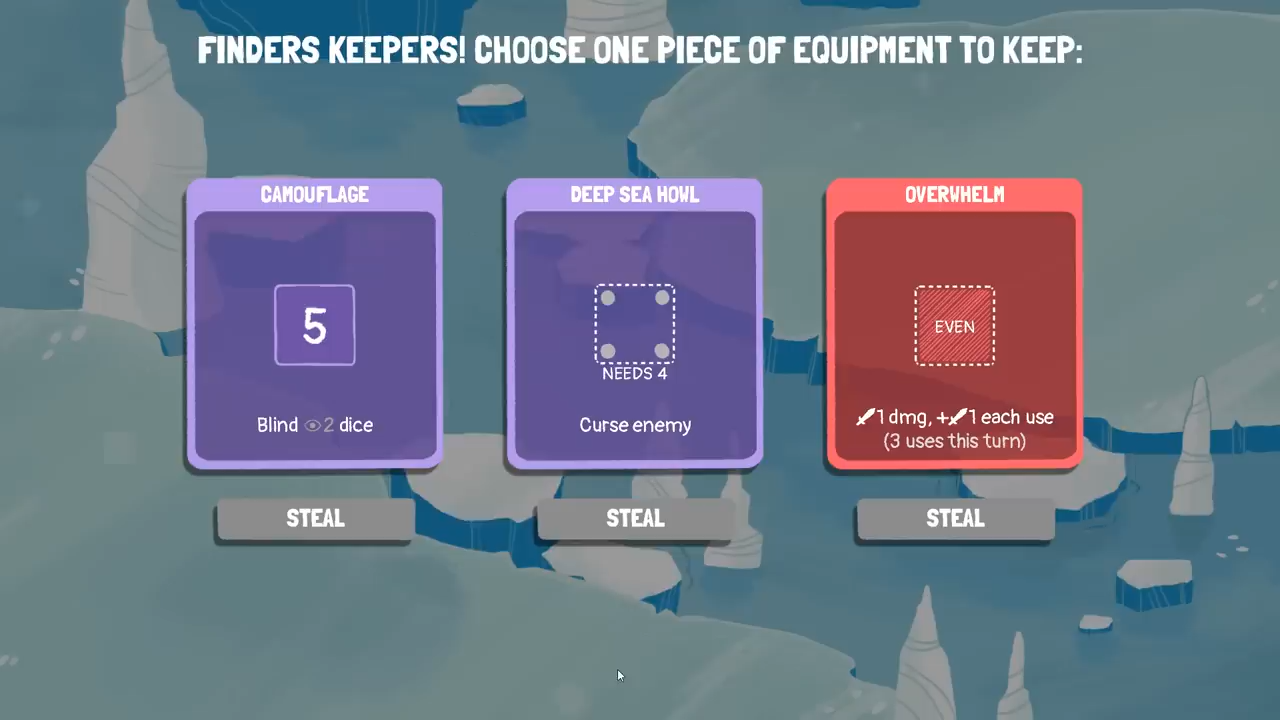 FINDERS KEEPERS! CHOOSE ONE PIECE OF EQUIPMENT TO KEEP:
CAMOUFLAGE
5
Blind 2 dice
STEAL
DEEP SEA HOWL
NEEDS 4
Curse enemy
STEAL
OVERWHELM
EVEN
1 dmg, +1 each use
(3 uses this turn)
STEAL